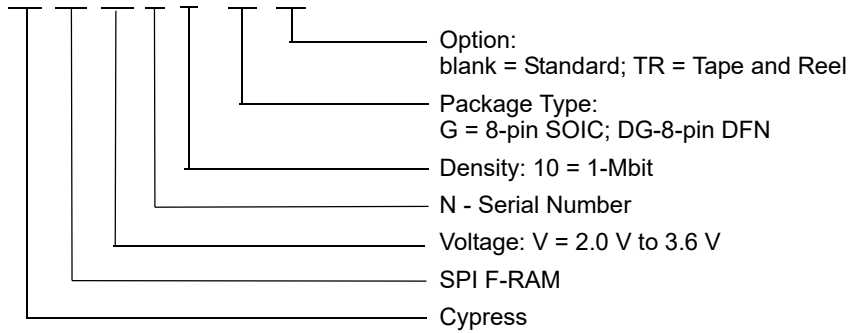 Option:
blank = Standard; TR = Tape and Reel
Package Type:
G = 8-pin SOIC; DG-8-pin DFN
Density: 10 = 1-Mbit
N - Serial Number
Voltage: V = 2.0 V to 3.6 V
SPI F-RAM
Cypress